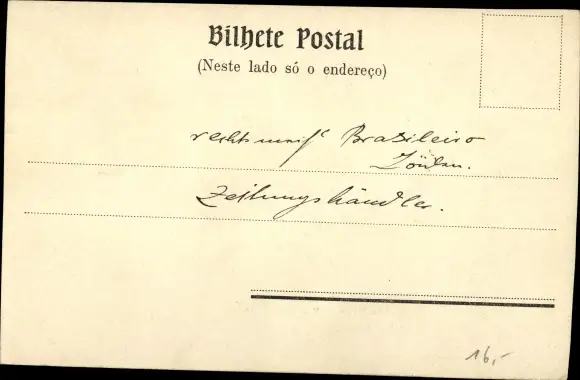 Bilhete Postal
(Neste lado só o endereço)
Brasileiro
Zeitungshändler.
16,-